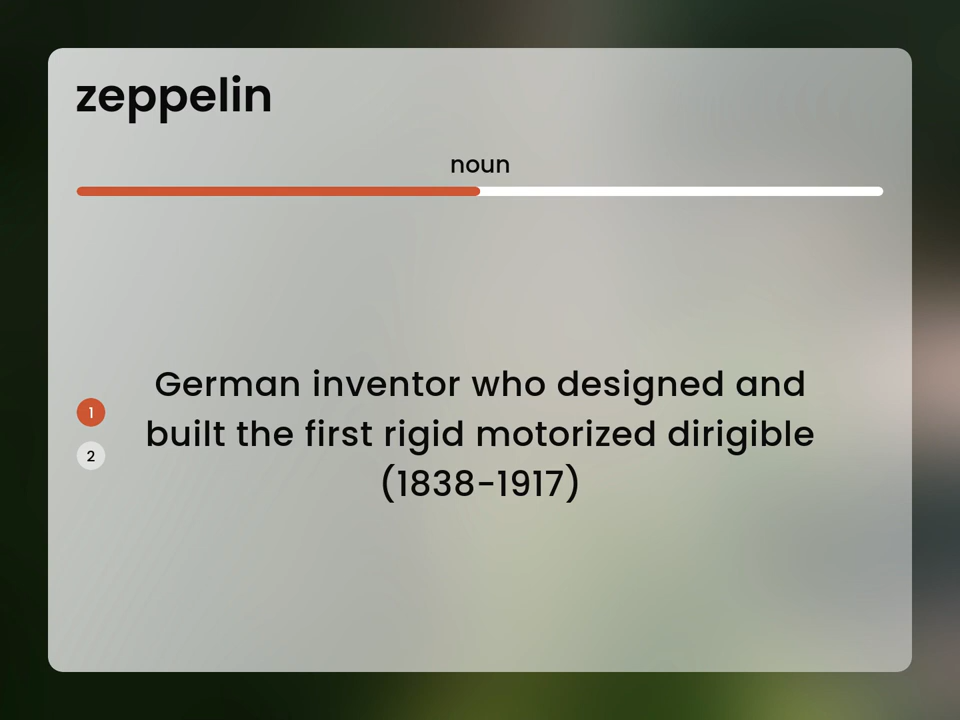 zeppelin
noun
German inventor who designed and
1
built the first rigid motorized dirigible
2
(1838-1917)